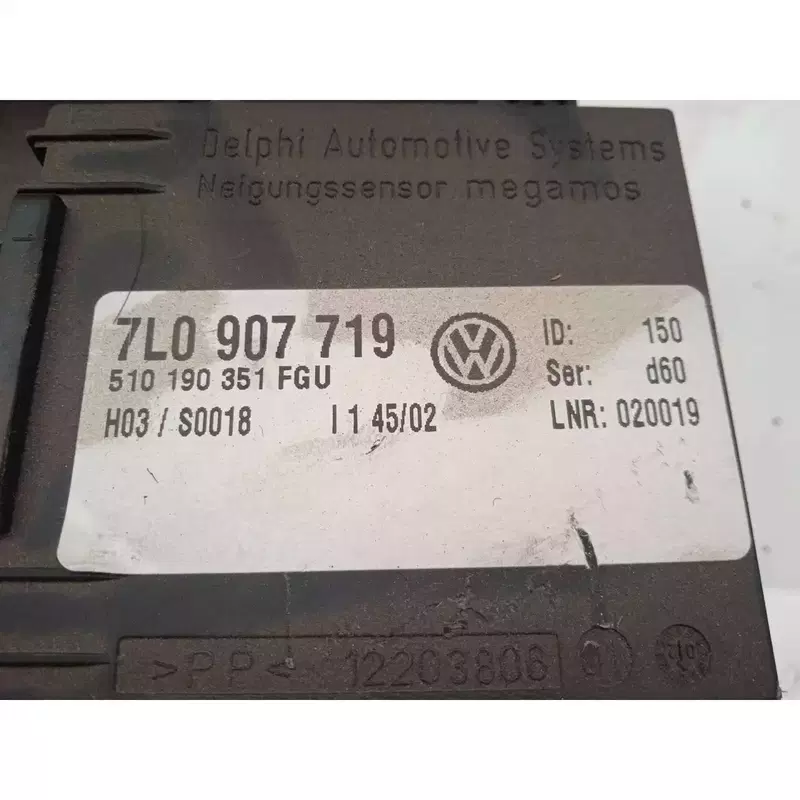 Delphi Automotive Systems
Neigungssensor megamos
7L0 907 719
510 190 351 FGU
H03 / S0018 I 1 45/02
ID: 150
Ser: d60
LNR: 020019
>PP< 12203806